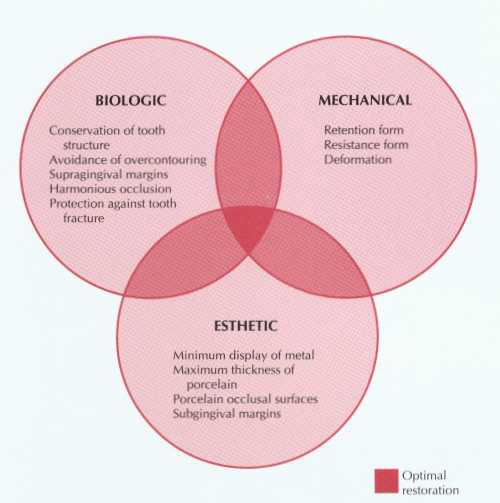 BIOLOGIC
Conservation of tooth
structure
Avoidance of overcontouring
Supragingival margins
Harmonious occlusion
Protection against tooth
fracture
MECHANICAL
Retention form
Resistance form
Deformation
ESTHETIC
Minimum display of metal
Maximum thickness of
porcelain
Porcelain occlusal surfaces
Subgingival margins
Optimal
restoration